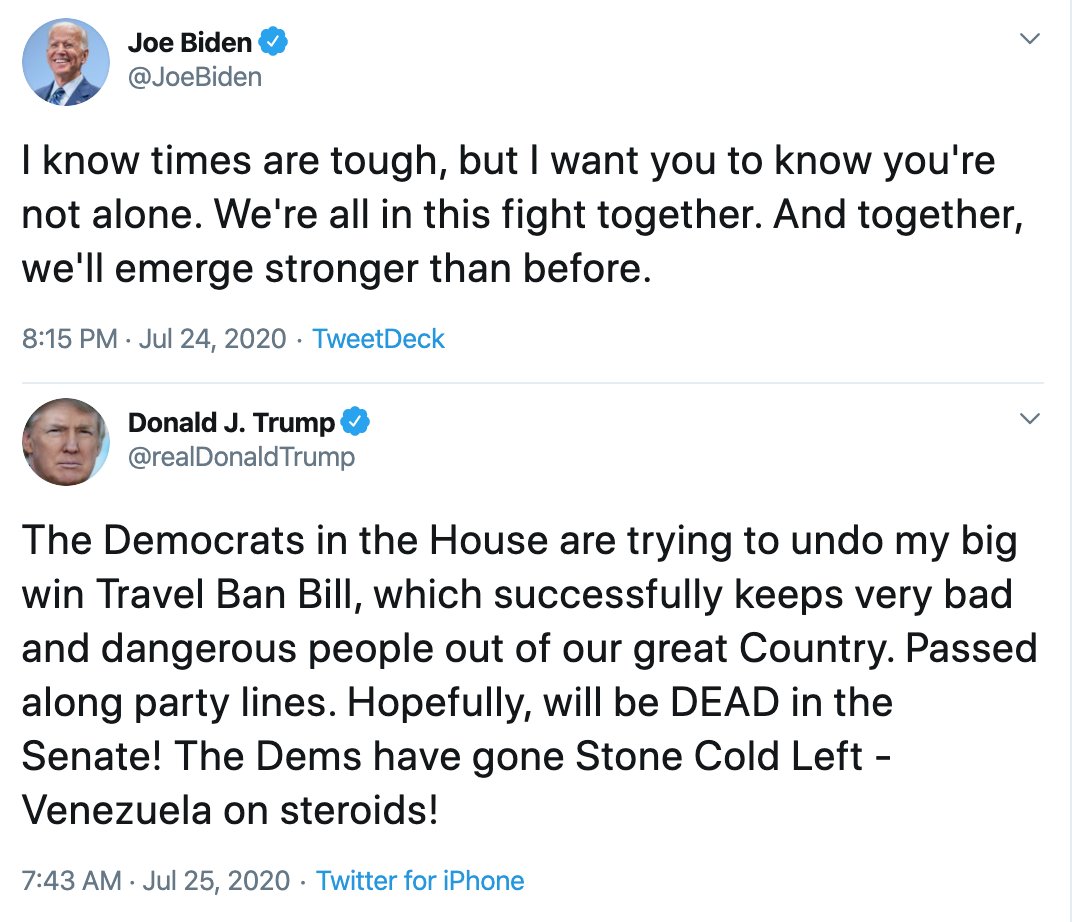 Joe Biden
@JoeBiden
I know times are tough, but I want you to know you're
not alone. We're all in this fight together. And together,
we'll emerge stronger than before.
8:15 PM · Jul 24, 2020 · TweetDeck
Donald J. Trump
@realDonaldTrump
The Democrats in the House are trying to undo my big
win Travel Ban Bill, which successfully keeps very bad
and dangerous people out of our great Country. Passed
along party lines. Hopefully, will be DEAD in the
Senate! The Dems have gone Stone Cold Left -
Venezuela on steroids!
7:43 AM · Jul 25, 2020 · Twitter for iPhone